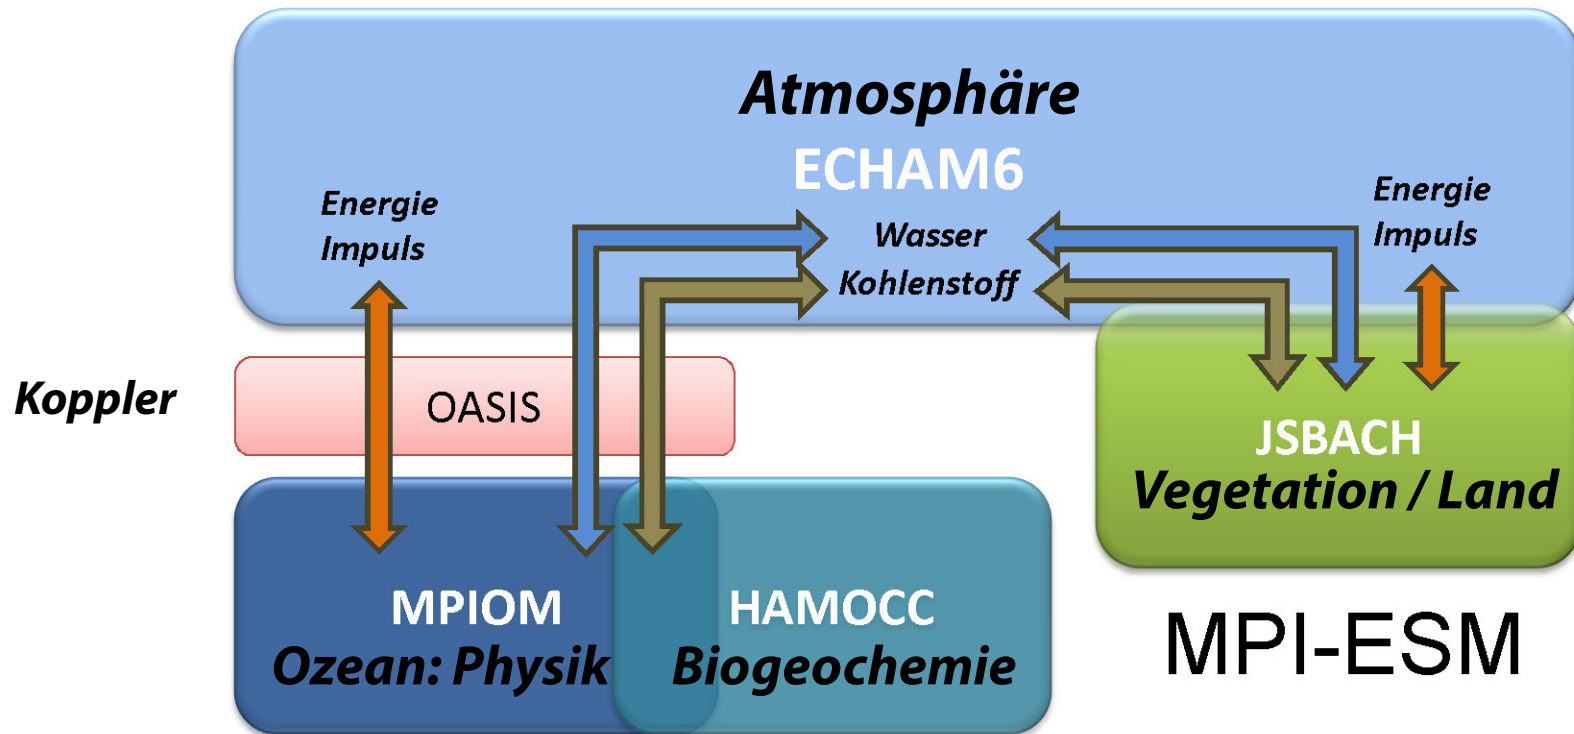 Atmosphäre
ECHAM6
Energie
Impuls
Wasser
Kohlenstoff
Energie
Impuls
Koppler
OASIS
JSBACH
Vegetation / Land
MPIOM
Ozean: Physik
HAMOCC
Biogeochemie
MPI-ESM